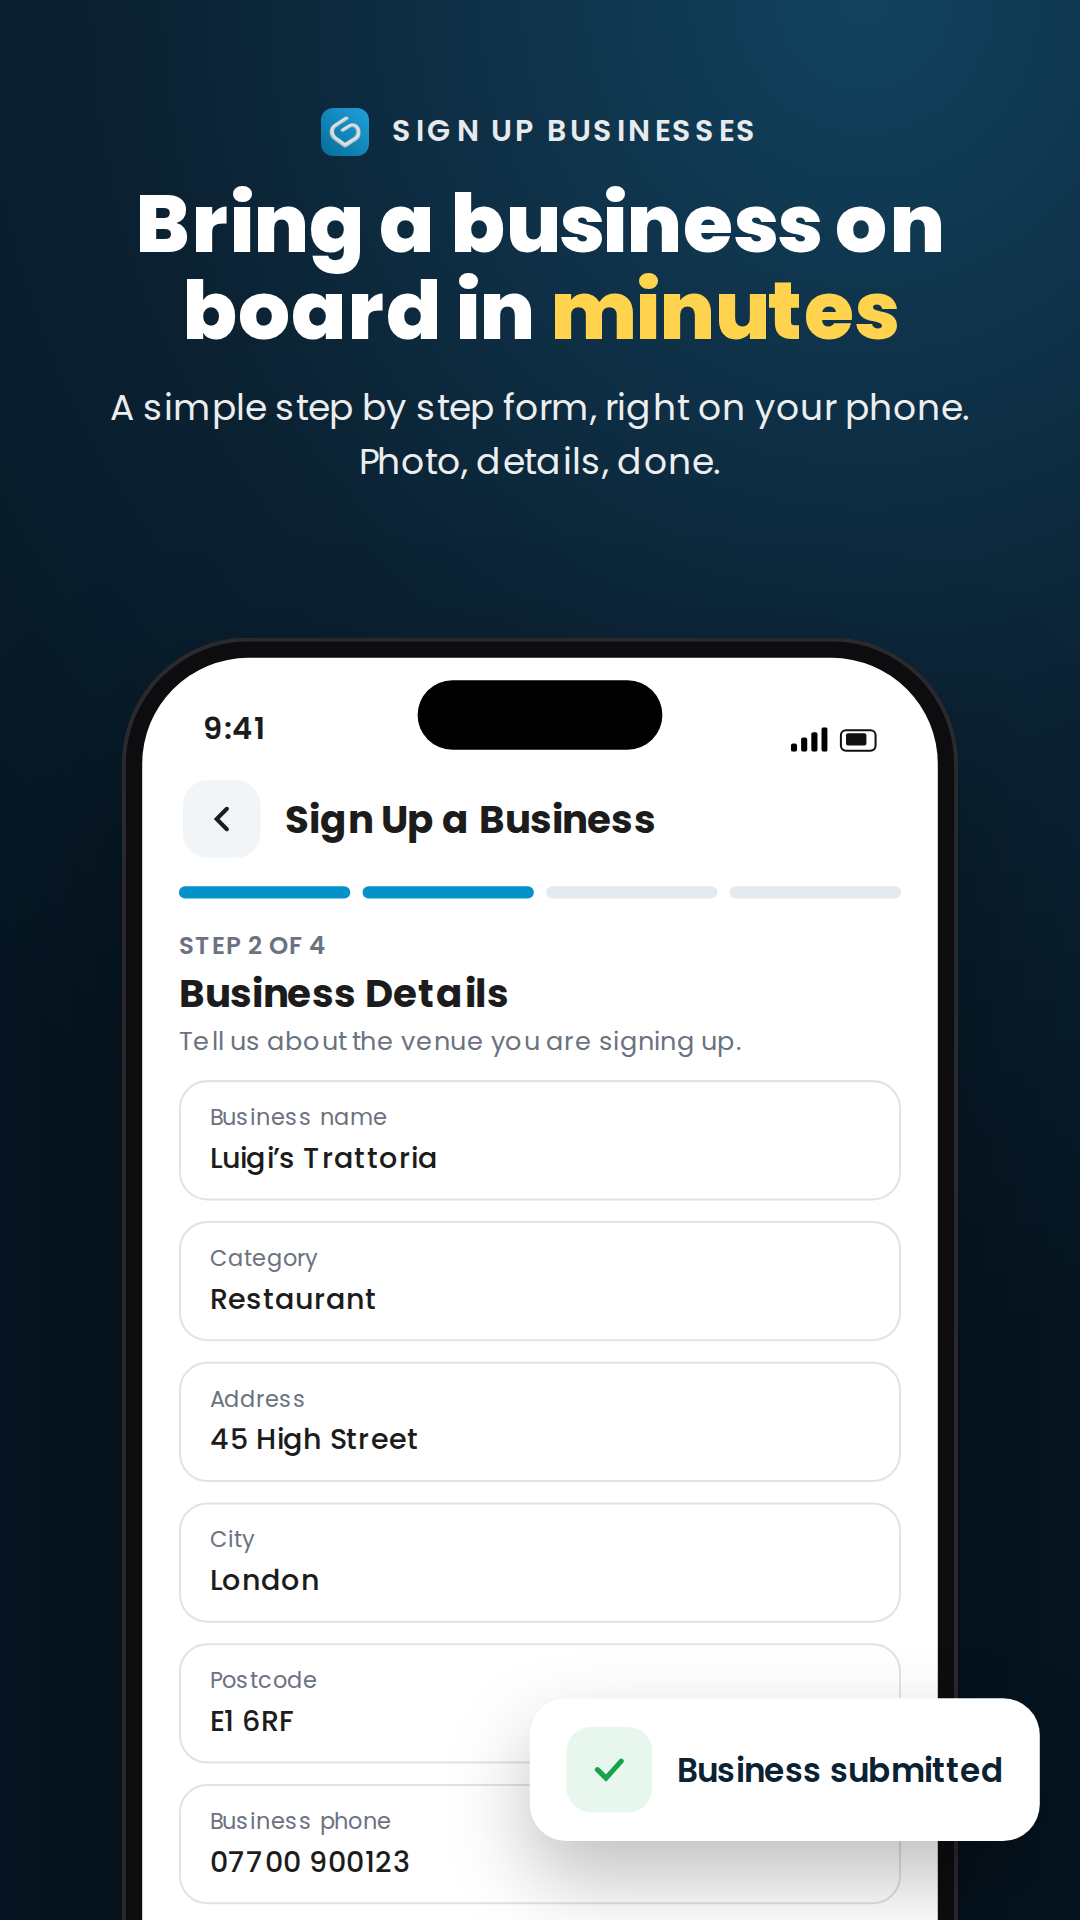 SIGN UP BUSINESSES
Bring a business on
board in minutes
A simple step by step form, right on your phone.
Photo, details, done.
9:41
Sign Up a Business
STEP 2 OF 4
Business Details
Tell us about the venue you are signing up.
Business name
Luigi’s Trattoria
Category
Restaurant
Address
45 High Street
City
London
Postcode
E1 6RF
Business submitted
Business phone
07700 900123